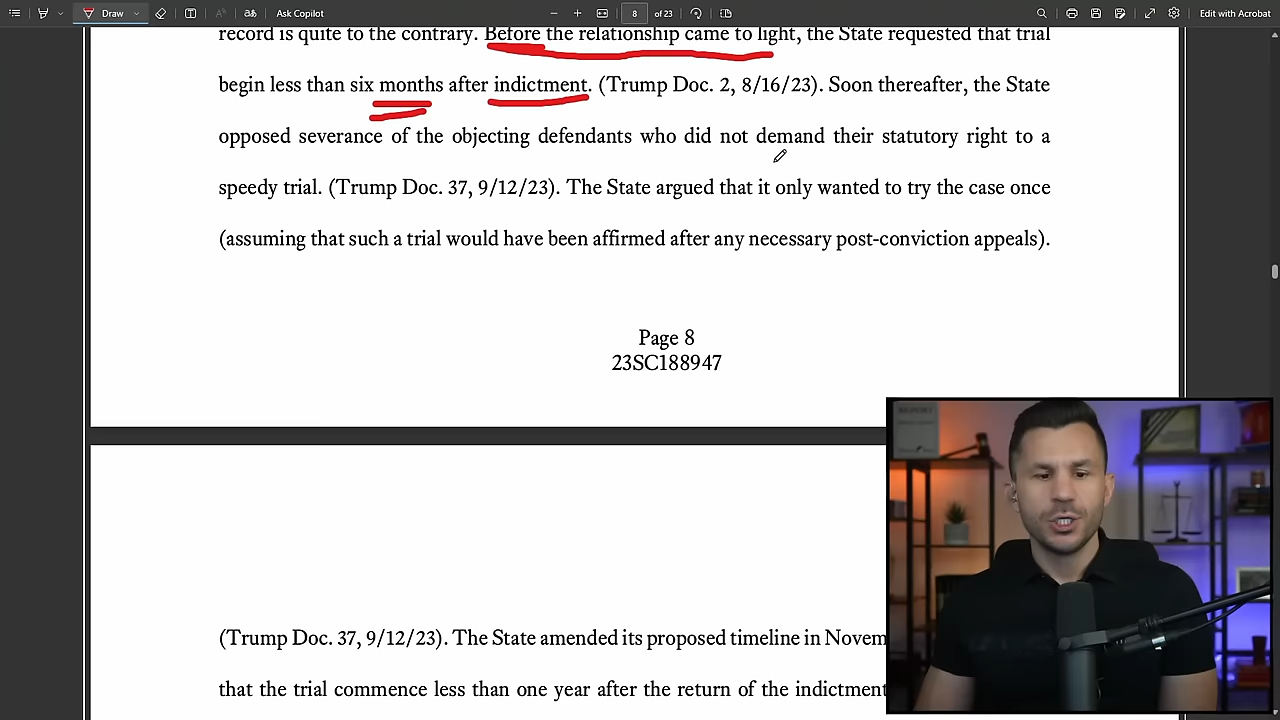 Draw
Ask Copilot
8 of 23
Edit with Acrobat
record is quite to the contrary. Before the relationship came to light, the State requested that trial
begin less than six months after indictment. (Trump Doc. 2, 8/16/23). Soon thereafter, the State
opposed severance of the objecting defendants who did not demand their statutory right to a
speedy trial. (Trump Doc. 37, 9/12/23). The State argued that it only wanted to try the case once
(assuming that such a trial would have been affirmed after any necessary post-conviction appeals).
Page 8
23SC188947
(Trump Doc. 37, 9/12/23). The State amended its proposed timeline in Novem
that the trial commence less than one year after the return of the indictment